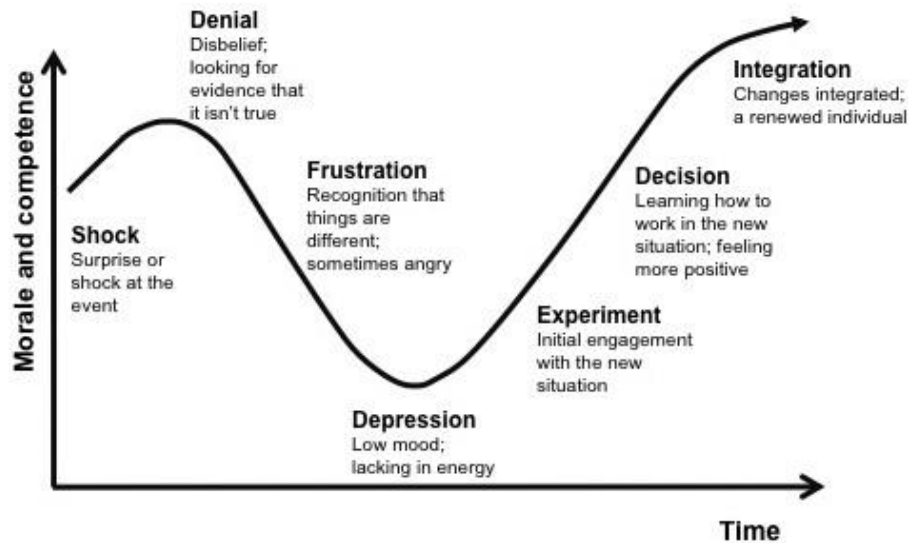 Denial
Disbelief;
looking for
evidence that
it isn't true
Integration
Changes integrated;
a renewed individual
Morale and competence
Frustration
Recognition that
things are
different;
sometimes angry
Decision
Learning how to
work in the new
situation; feeling
more positive
Shock
Surprise or
shock at the
event
Experiment
Initial engagement
with the new
situation
Depression
Low mood;
lacking in energy
Time